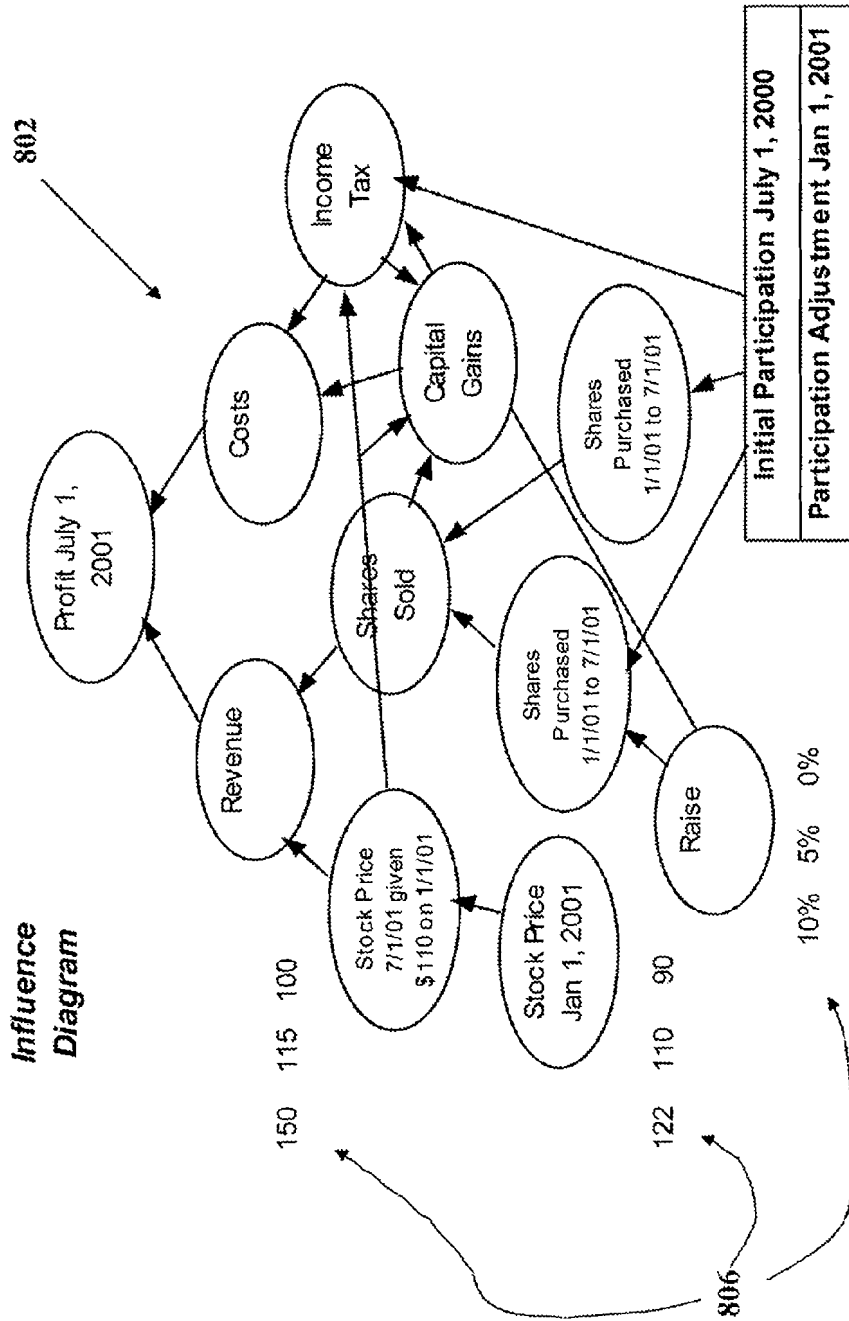 Influence
Diagram
802
Profit July 1,
2001
Revenue
Costs
150 115 100
Stock Price
7/1/01 given
$110 on 1/1/01
Shares
Sold
Income
Tax
Capital
Gains
Stock Price
Jan 1, 2001
Shares
Purchased
1/1/01 to 7/1/01
Shares
Purchased
1/1/01 to 7/1/01
122 110 90
Raise
10% 5% 0%
806
Initial Participation July 1, 2000
Participation Adjustment Jan 1, 2001